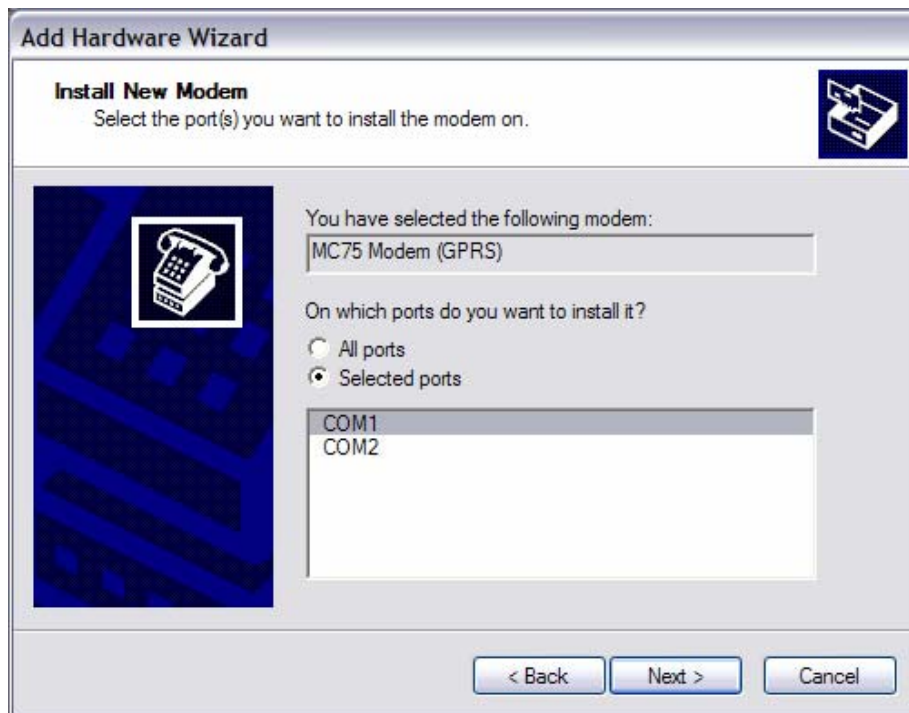 Add Hardware Wizard
Install New Modem
Select the port(s) you want to install the modem on.
You have selected the following modem:
MC75 Modem (GPRS)
On which ports do you want to install it?
All ports
Selected ports
COM1
COM2
< Back
Next >
Cancel